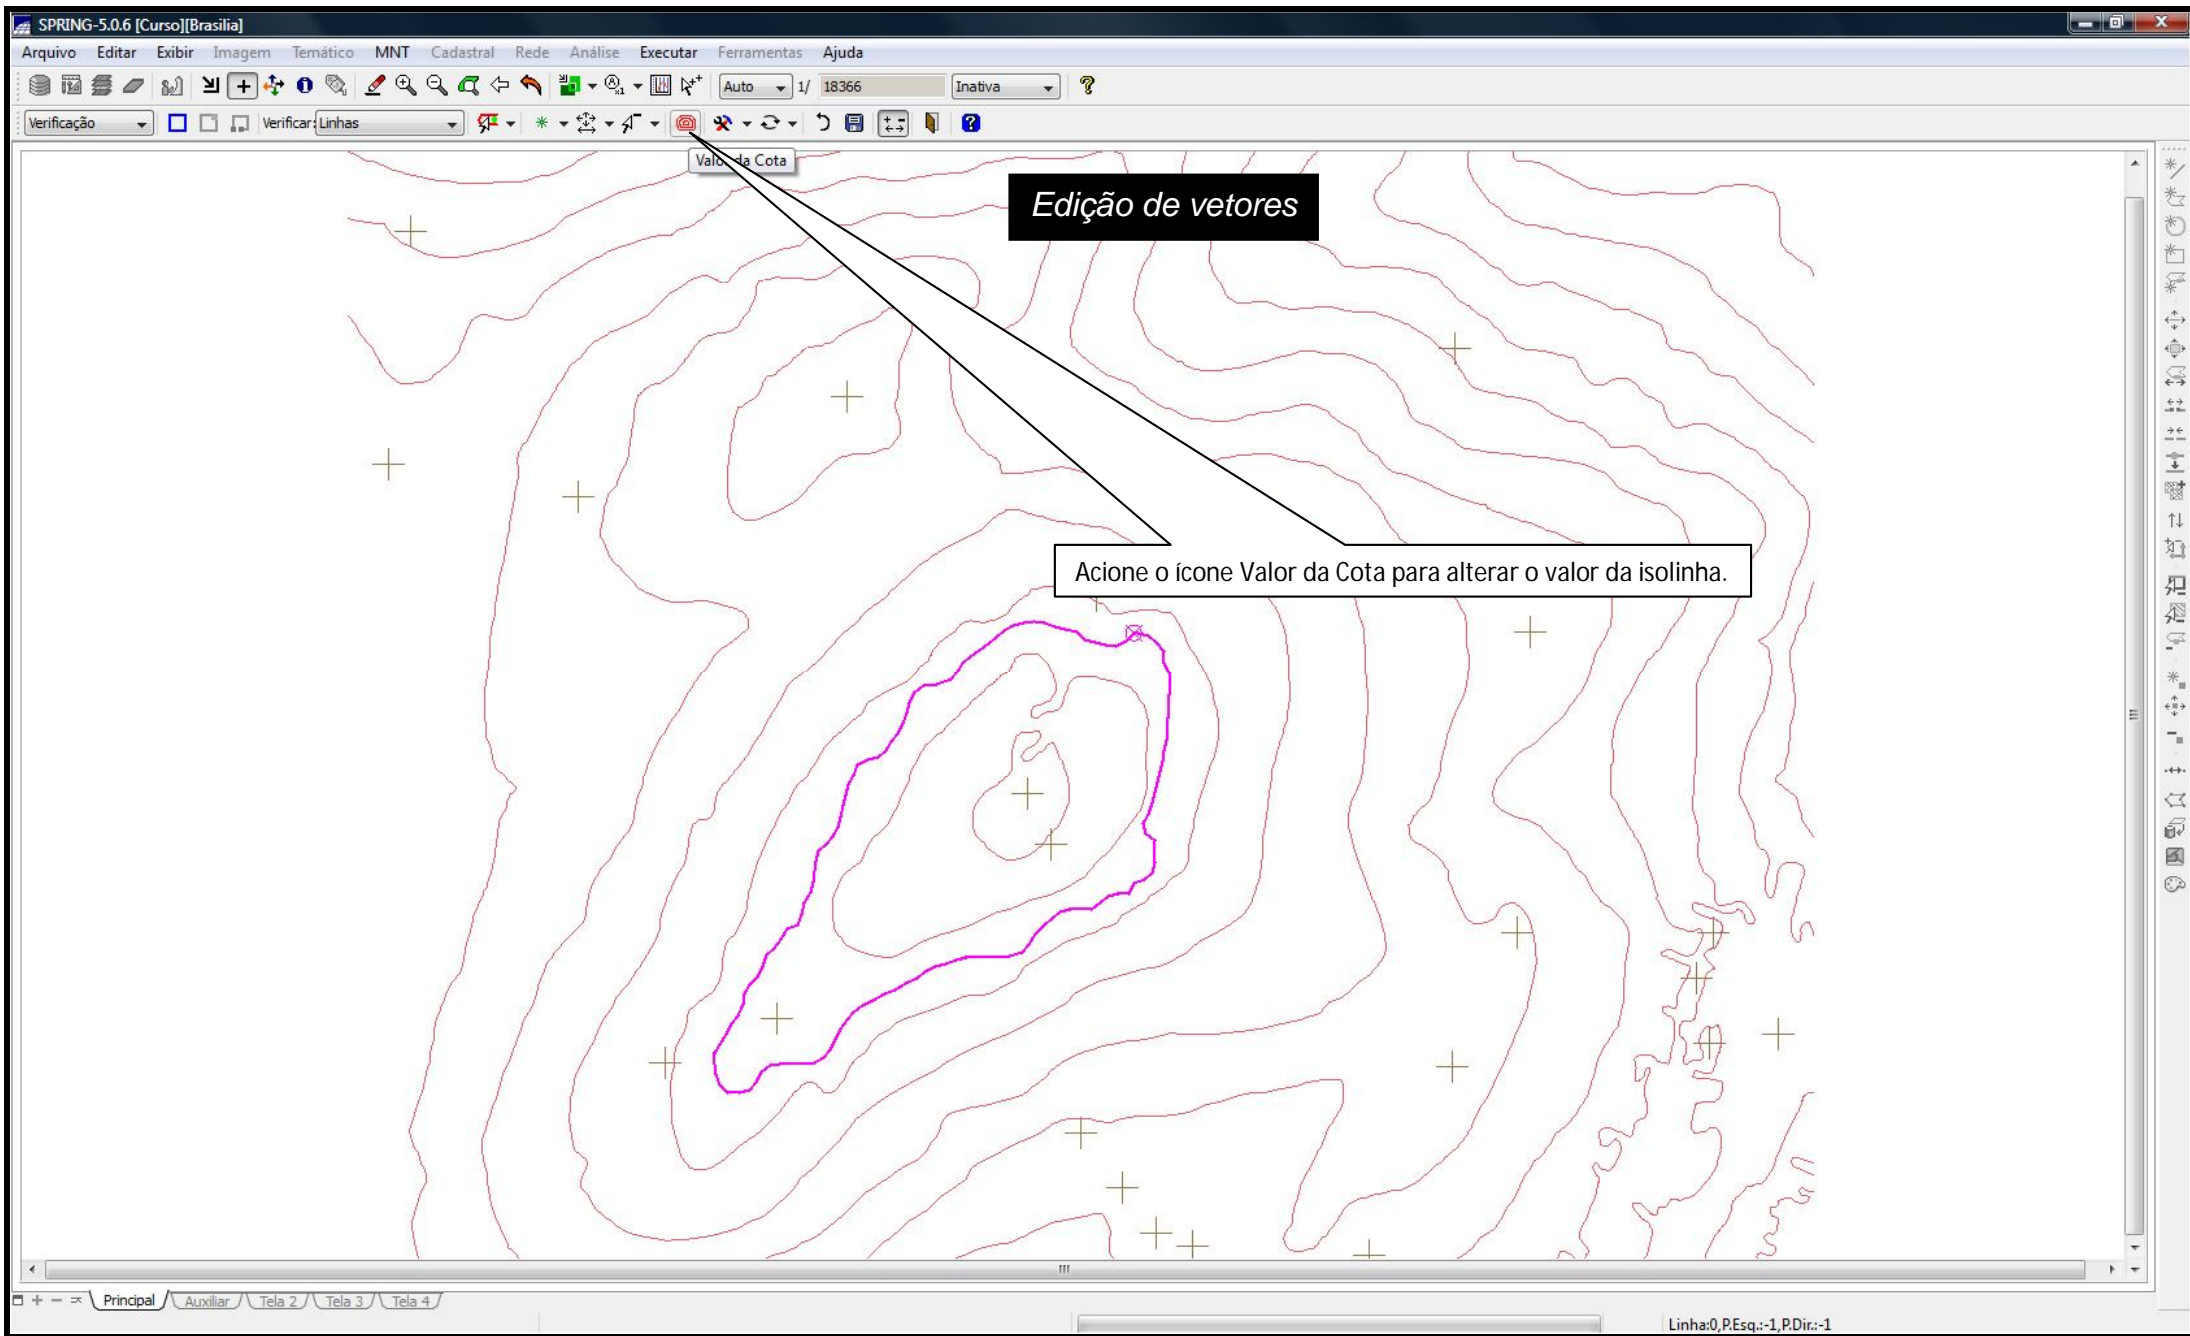 SPRING-5.0.6 [Curso][Brasilia]
Arquivo Editar Exibir Imagem Temático MNT Cadastral Rede Análise Executar Ferramentas Ajuda
Auto 1/ 18366 Inativa
Verificação Verificar: Linhas
Valor da Cota
Edição de vetores
Acione o ícone Valor da Cota para alterar o valor da isolinha.
Principal Auxiliar Tela 2 Tela 3 Tela 4
Linha:0,P.Esq.:-1,P.Dir.:-1